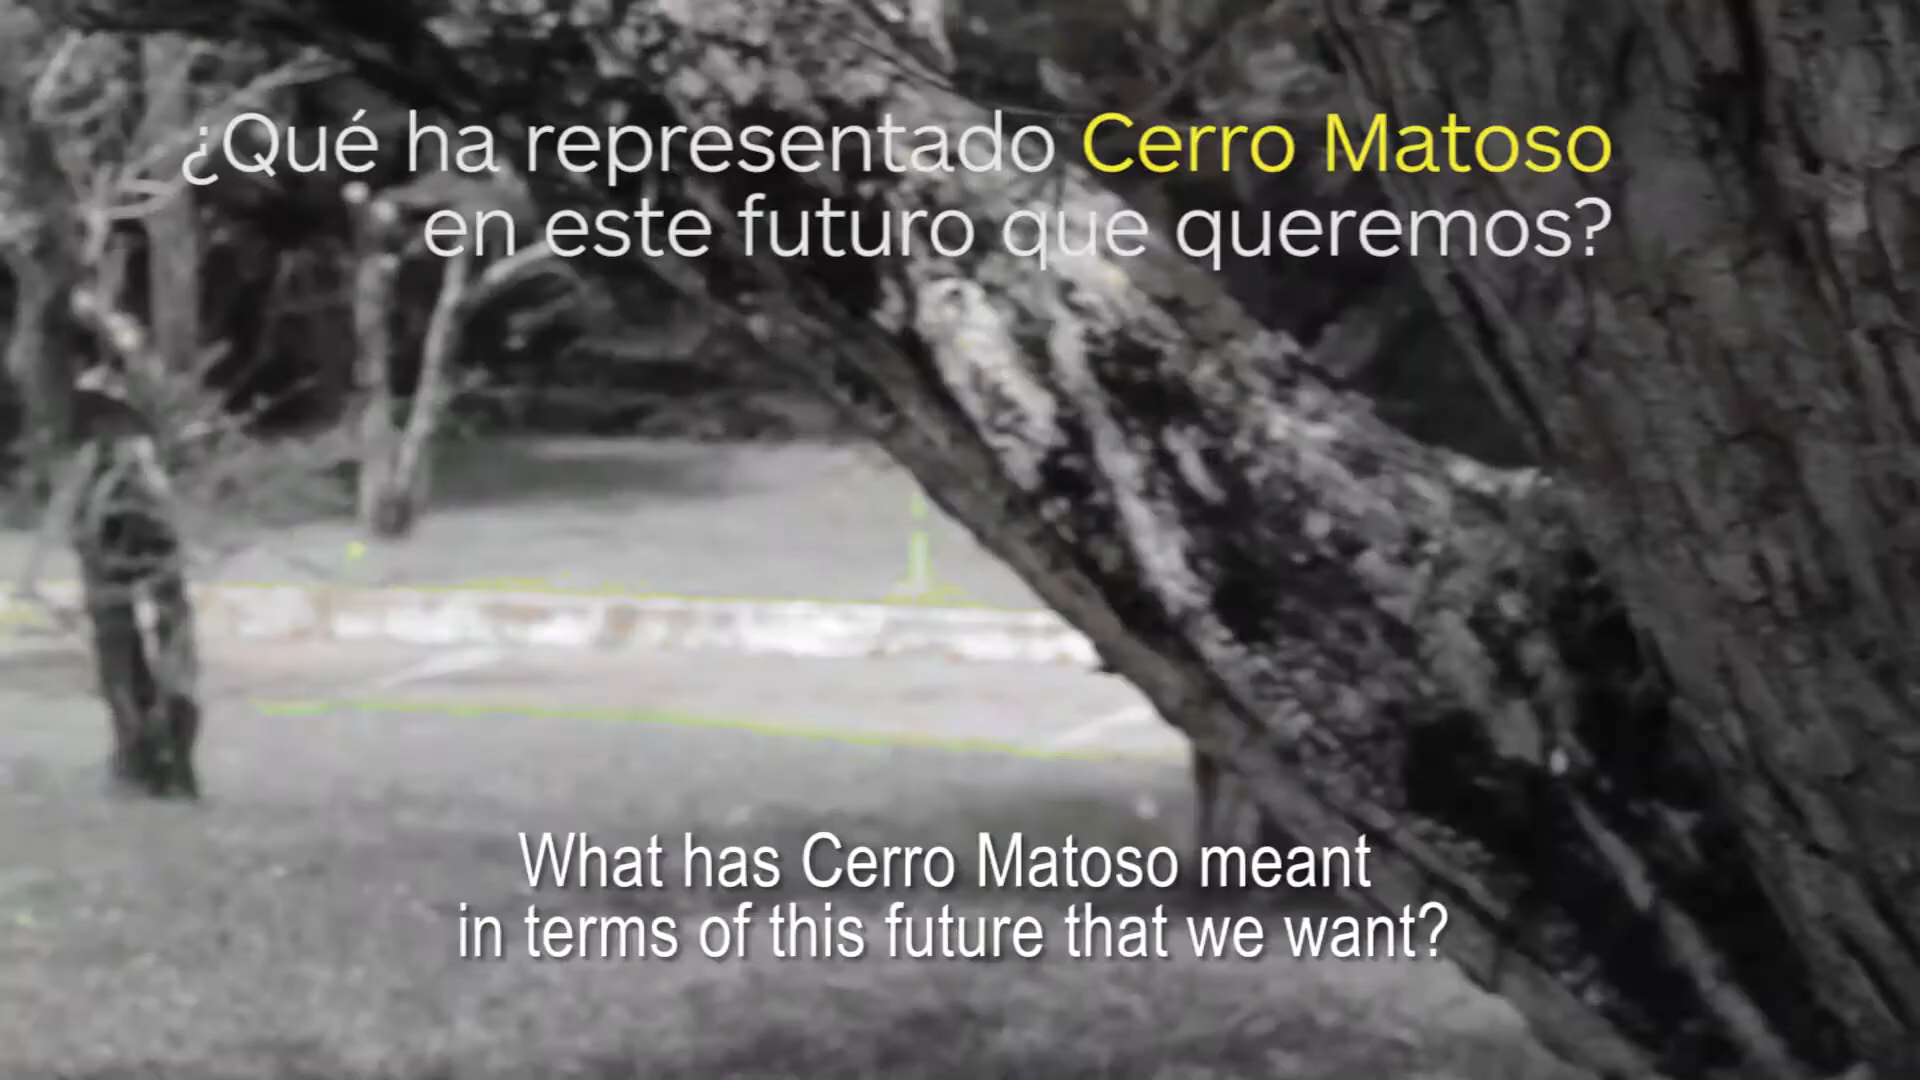 ¿Qué ha representado Cerro Matoso
en este futuro que queremos?
What has Cerro Matoso meant
in terms of this future that we want?